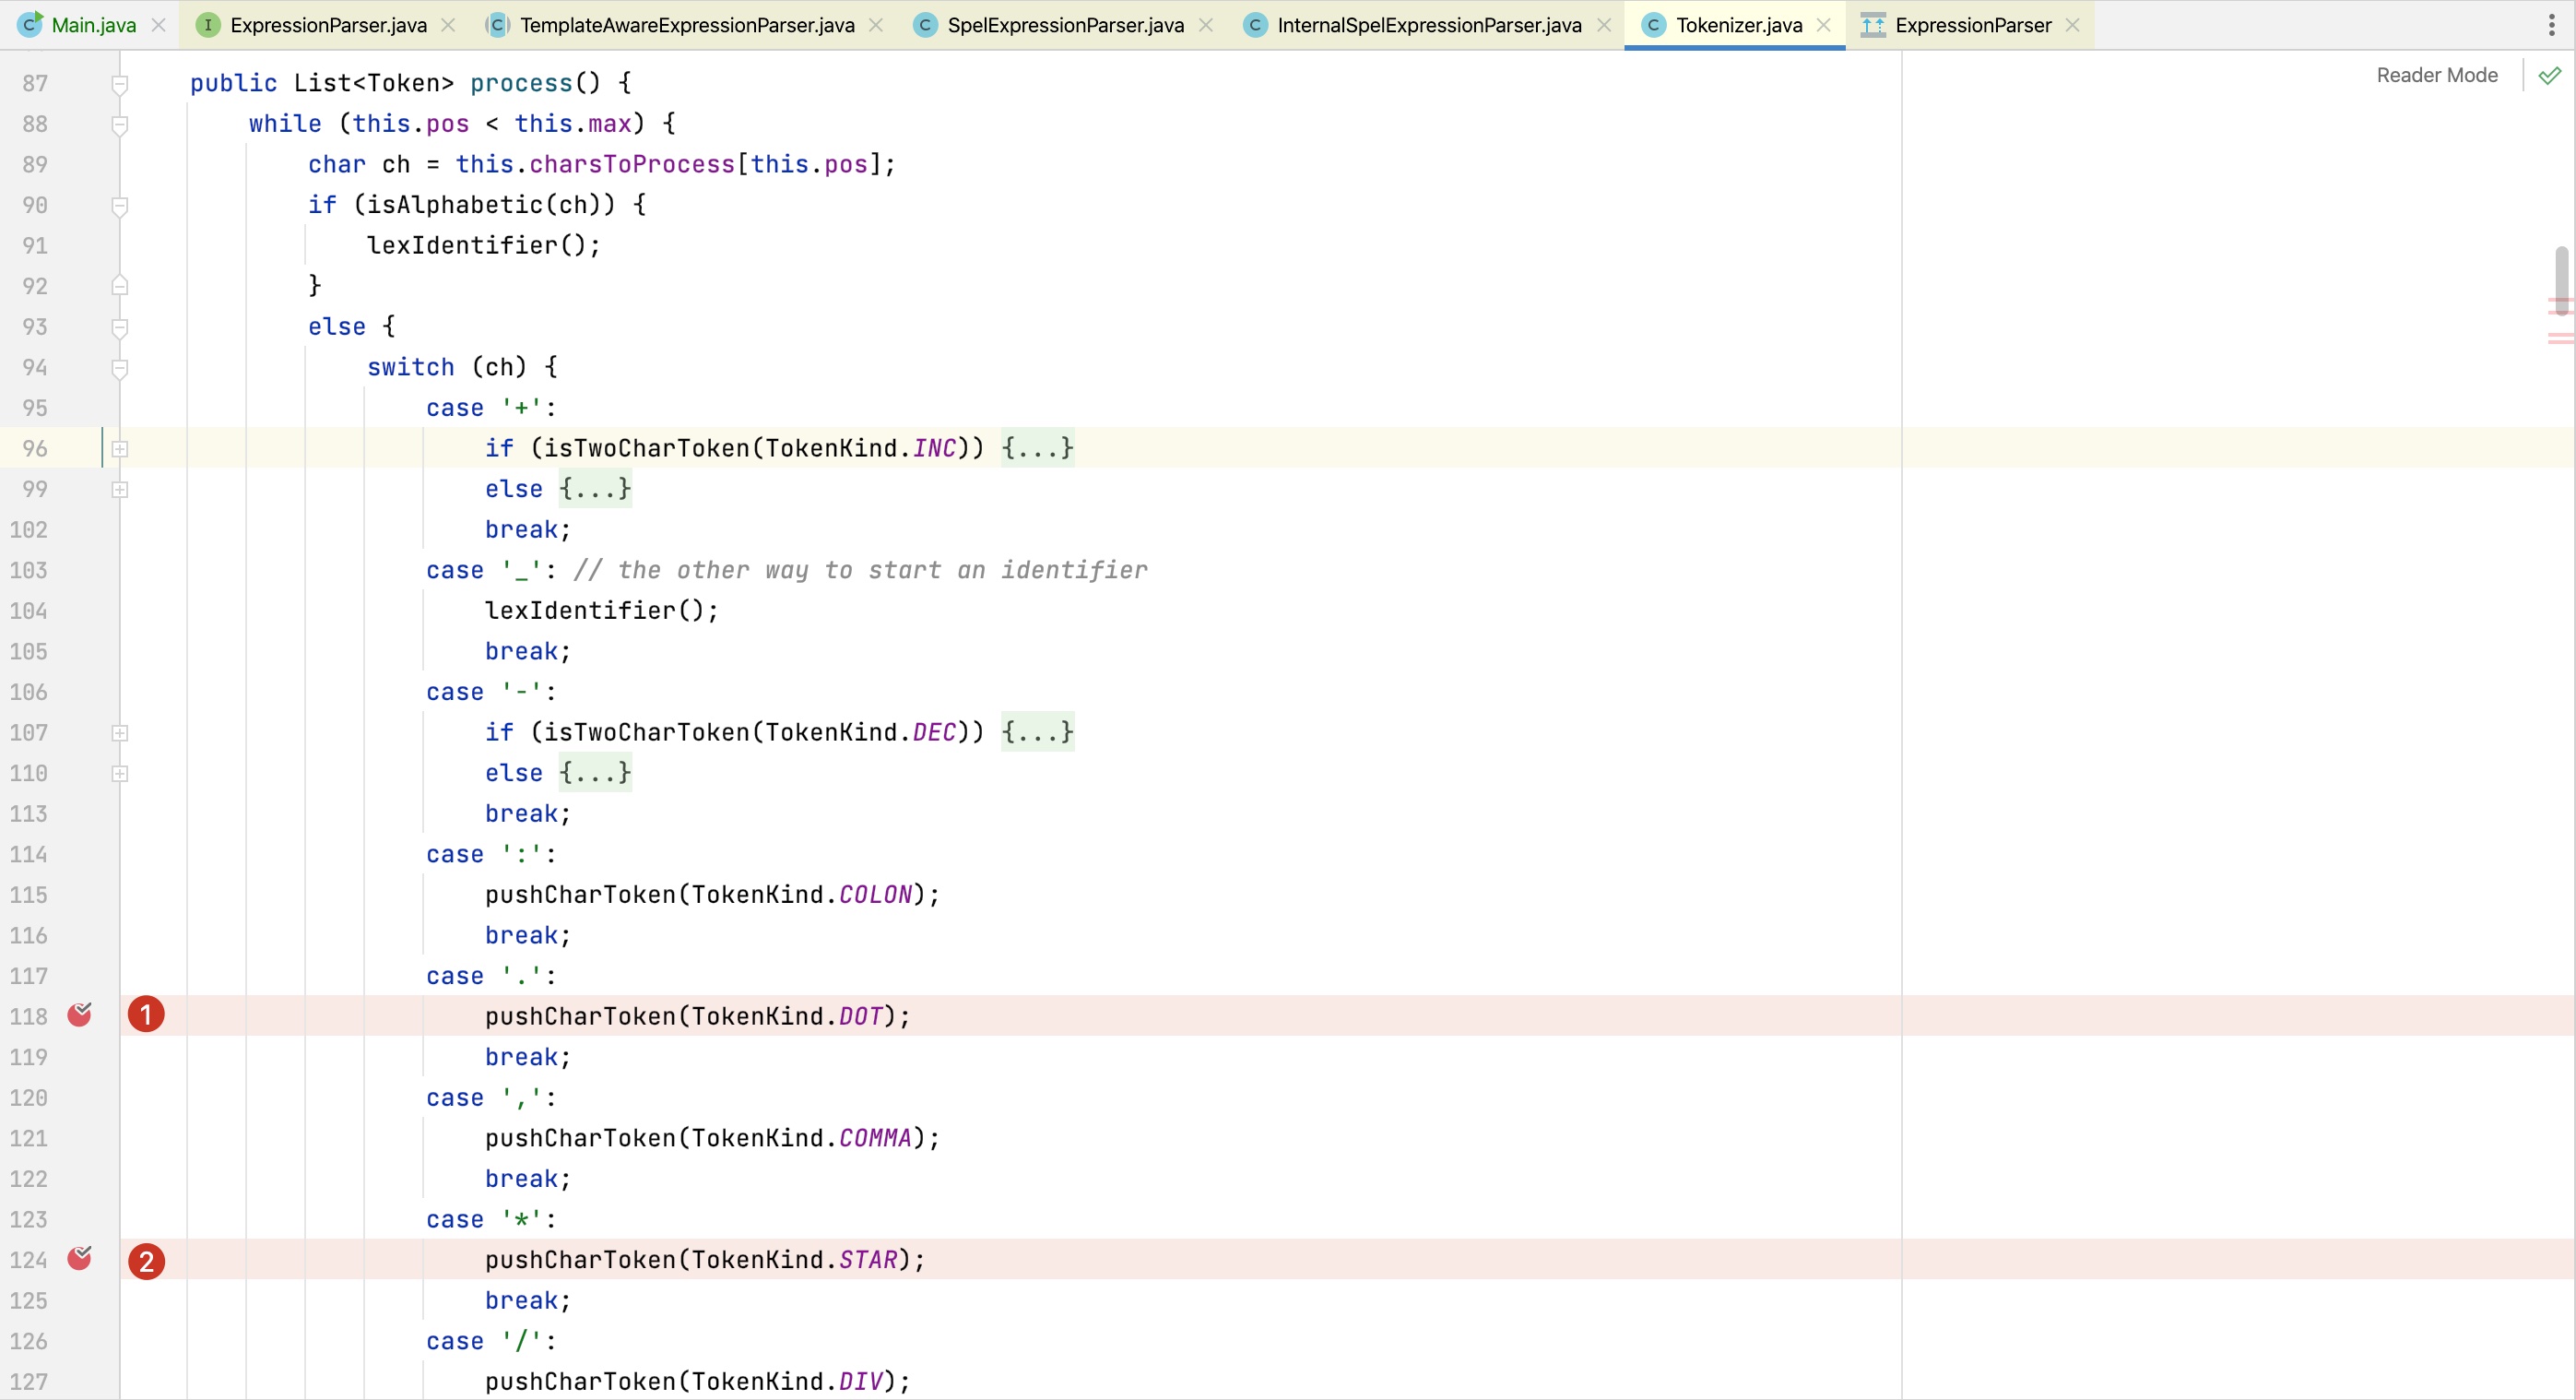 Main.java ExpressionParser.java TemplateAwareExpressionParser.java SpelExpressionParser.java InternalSpelExpressionParser.java Tokenizer.java ExpressionParser
Reader Mode
87 public List<Token> process() {
88 while (this.pos < this.max) {
89 char ch = this.charsToProcess[this.pos];
90 if (isAlphabetic(ch)) {
91 lexIdentifier();
92 }
93 else {
94 switch (ch) {
95 case '+':
96 if (isTwoCharToken(TokenKind.INC)) {...}
99 else {...}
102 break;
103 case '_': // the other way to start an identifier
104 lexIdentifier();
105 break;
106 case '-':
107 if (isTwoCharToken(TokenKind.DEC)) {...}
110 else {...}
113 break;
114 case ':':
115 pushCharToken(TokenKind.COLON);
116 break;
117 case '.':
118 1 pushCharToken(TokenKind.DOT);
119 break;
120 case ',':
121 pushCharToken(TokenKind.COMMA);
122 break;
123 case '*':
124 2 pushCharToken(TokenKind.STAR);
125 break;
126 case '/':
127 pushCharToken(TokenKind.DIV);